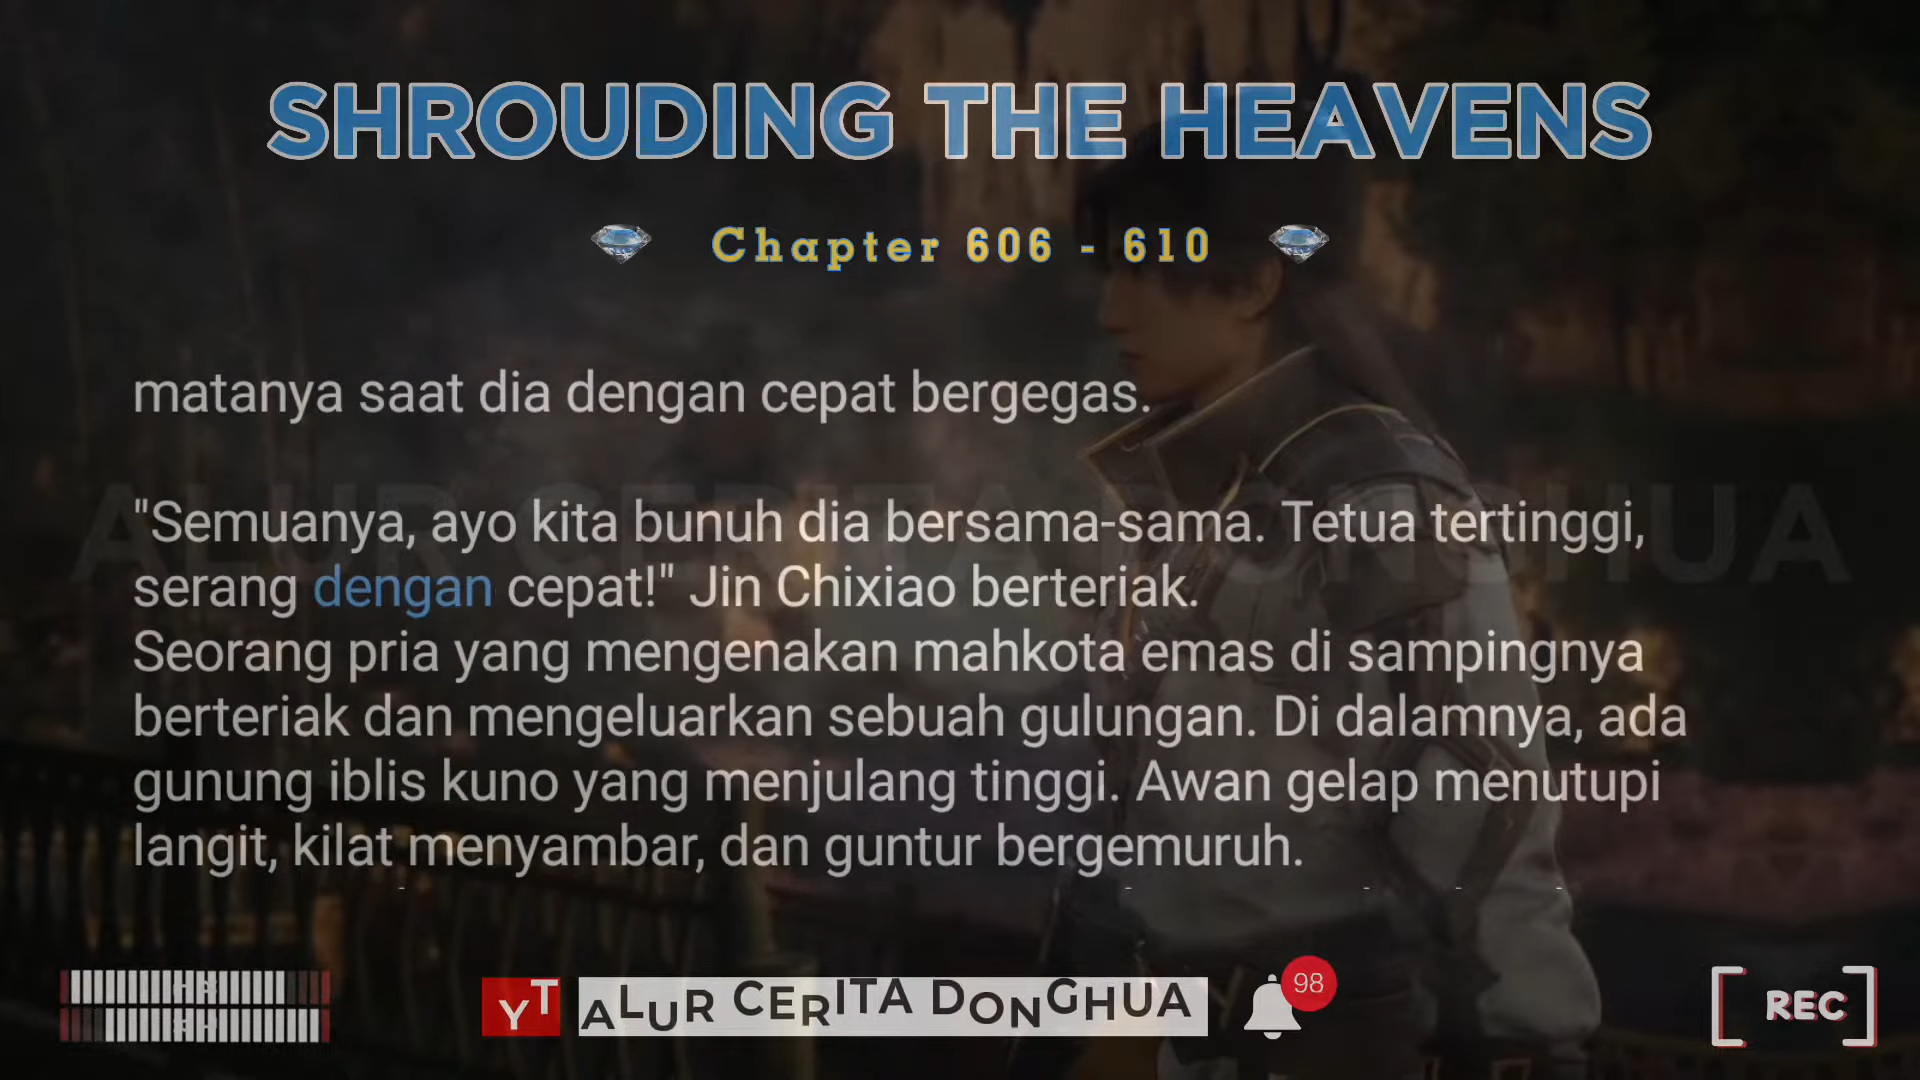 SHROUDING THE HEAVENS
Chapter 606 - 610
matanya saat dia dengan cepat bergegas.
ALUR CERITA DONGHUA
"Semuanya, ayo kita bunuh dia bersama-sama. Tetua tertinggi,
serang dengan cepat!" Jin Chixiao berteriak.
Seorang pria yang mengenakan mahkota emas di sampingnya
berteriak dan mengeluarkan sebuah gulungan. Di dalamnya, ada
gunung iblis kuno yang menjulang tinggi. Awan gelap menutupi
langit, kilat menyambar, dan guntur bergemuruh.
YT ALUR CERITA DONGHUA
98
REC